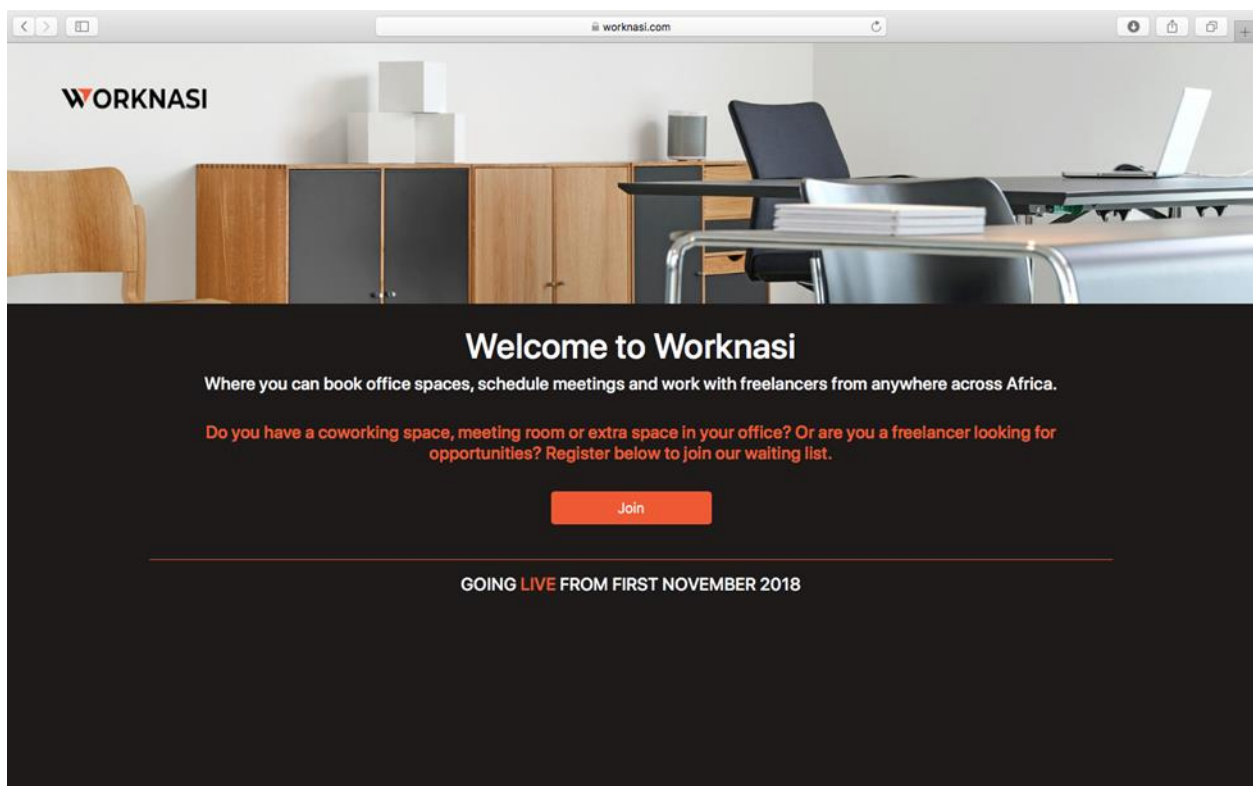 worknasi.com
WORKNASI
Welcome to Worknasi
Where you can book office spaces, schedule meetings and work with freelancers from anywhere across Africa.
Do you have a coworking space, meeting room or extra space in your office? Or are you a freelancer looking for
opportunities? Register below to join our waiting list.
Join
GOING LIVE FROM FIRST NOVEMBER 2018